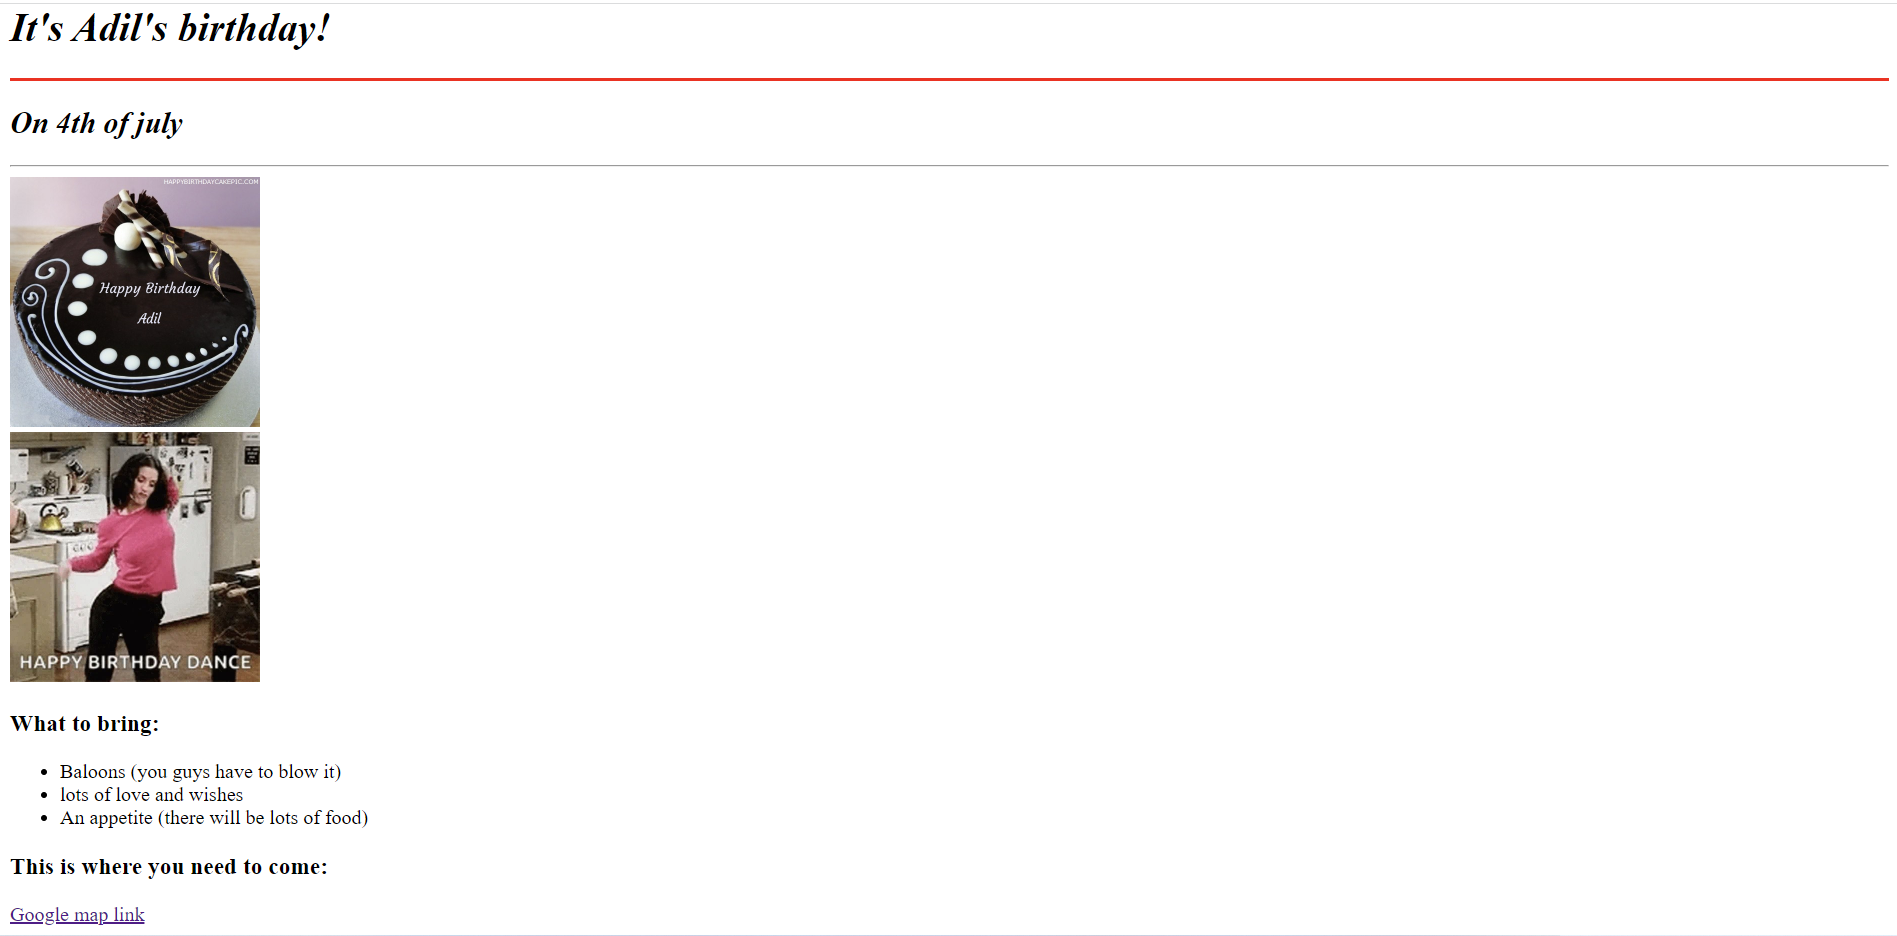 It's Adil's birthday!
On 4th of july
HAPPYBIRTHDAYCAKEPIC.COM
Happy Birthday
Adil
HAPPY BIRTHDAY DANCE
What to bring:
Baloons (you guys have to blow it)
lots of love and wishes
An appetite (there will be lots of food)
This is where you need to come:
Google map link